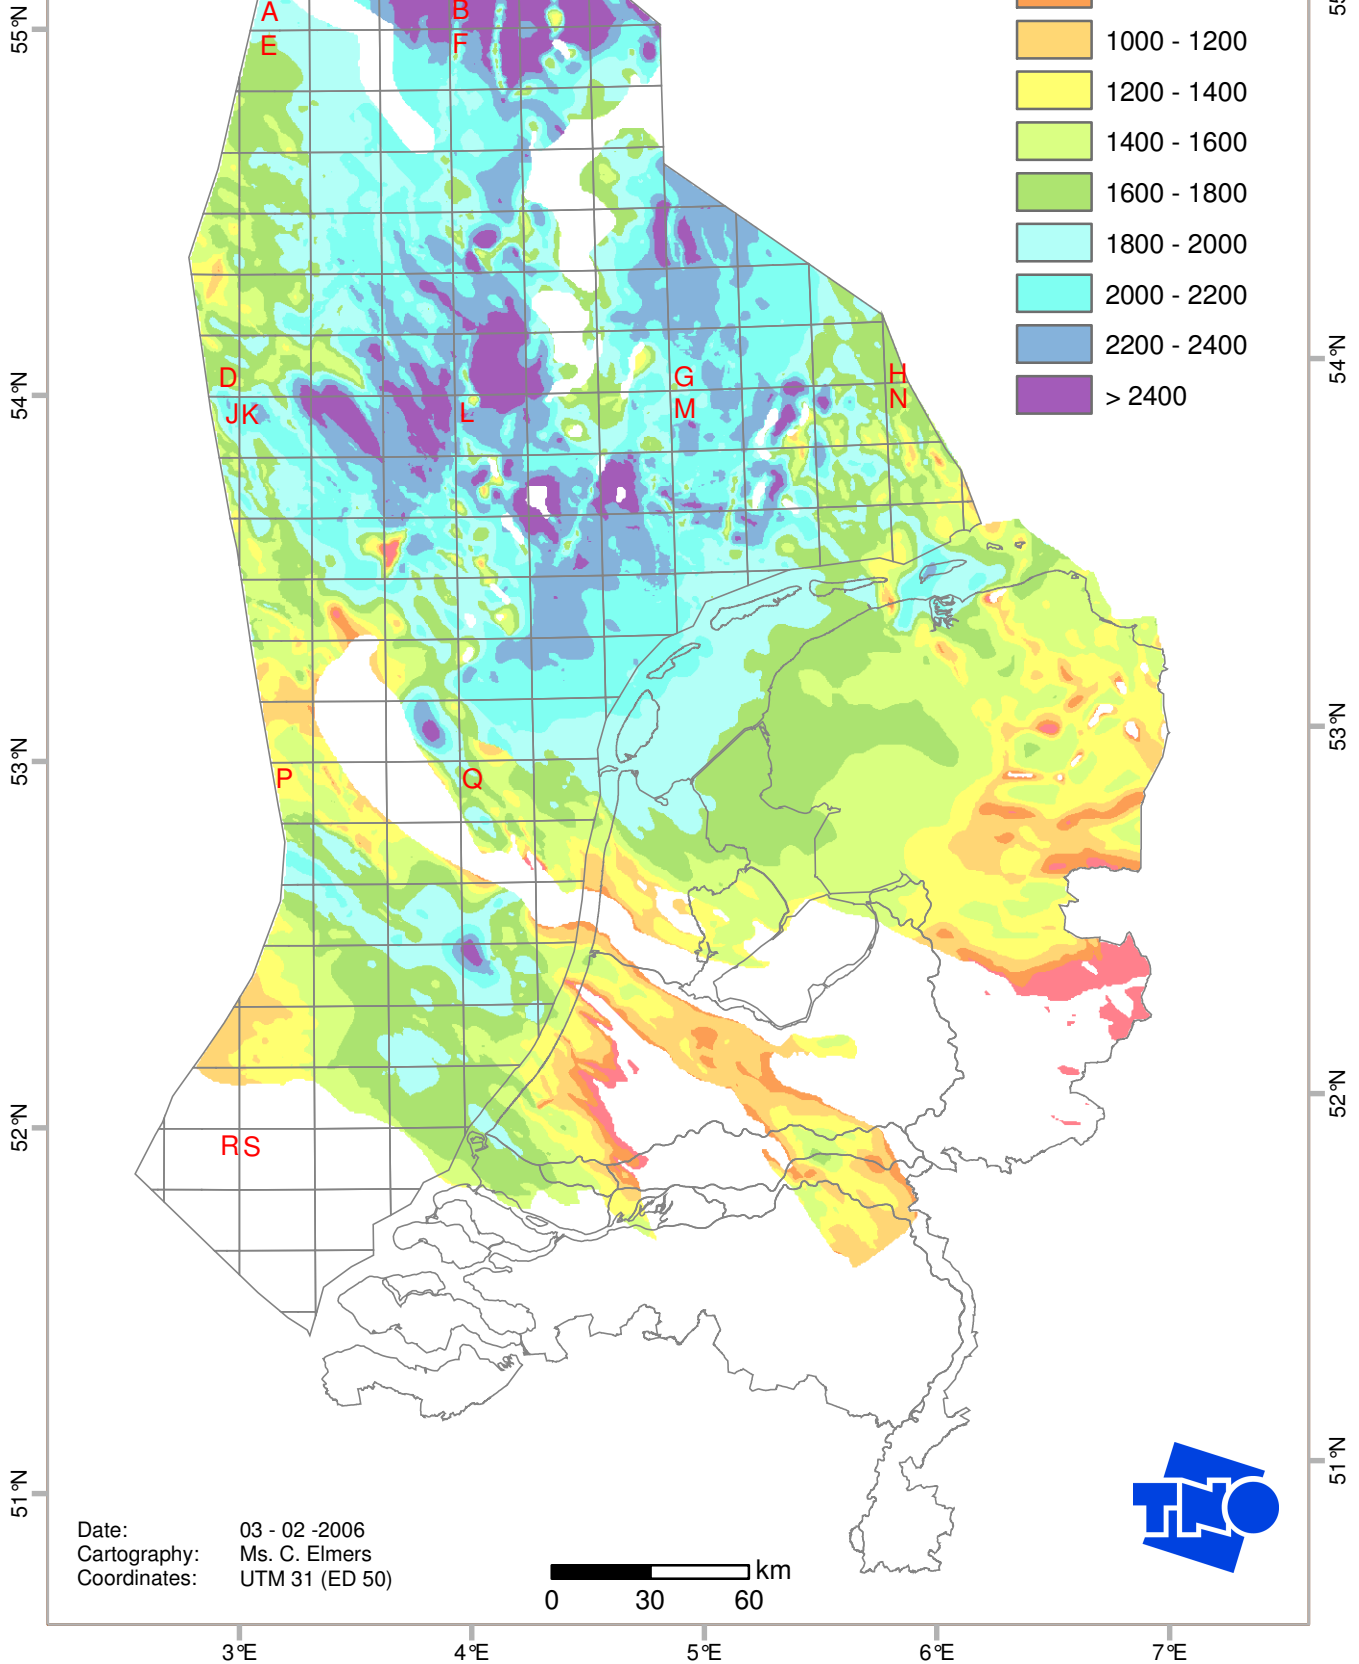 A
B
55°N
55
E
F
1000 - 1200
1200 - 1400
1400 - 1600
1600 - 1800
1800 - 2000
2000 - 2200
2200 - 2400
> 2400
D
G
H
54°N
54°N
JK
L
M
N
53°N
53°N
P
Q
52°N
52°N
RS
51°N
51°N
TNO
Date: 03 - 02 -2006
Cartography: Ms. C. Elmers
Coordinates: UTM 31 (ED 50)
km
0 30 60
3°E 4°E 5°E 6°E 7°E